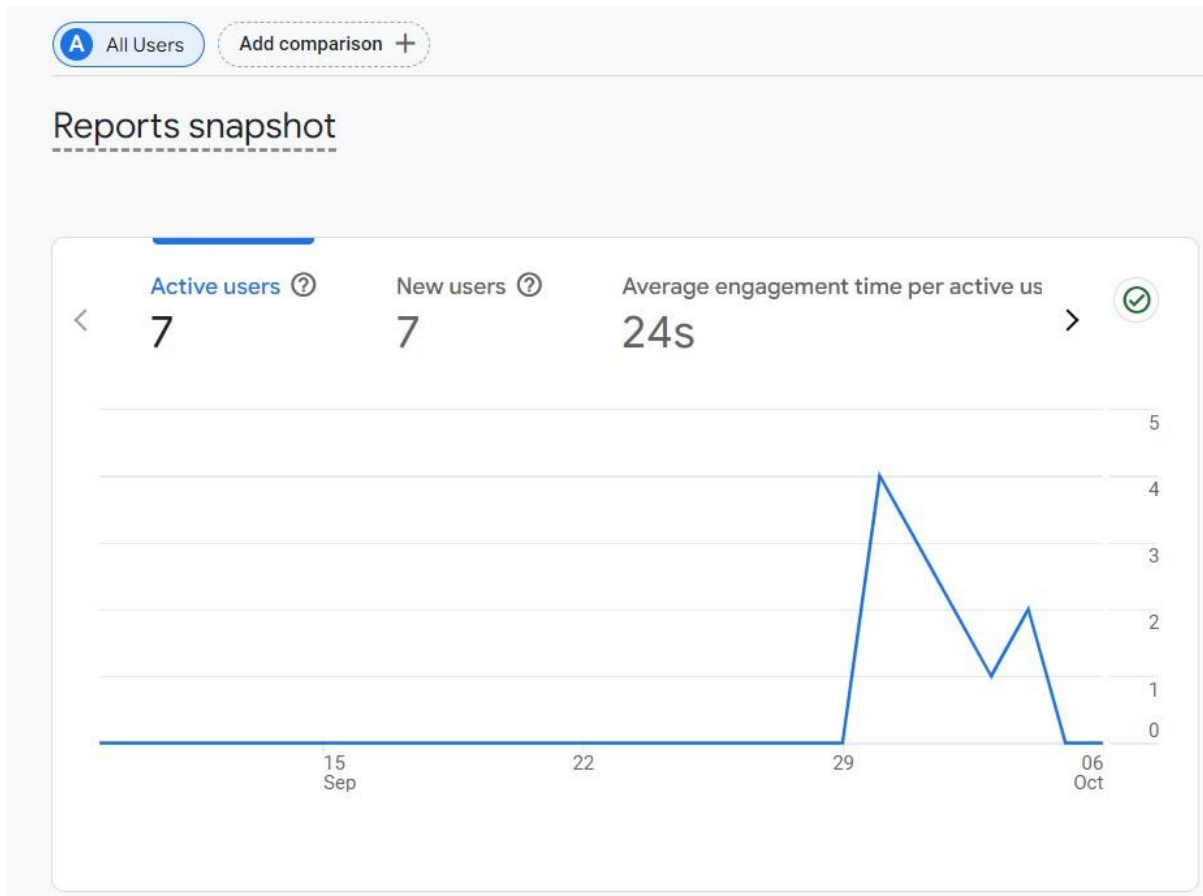 A All Users Add comparison +
Reports snapshot
Active users ? New users ? Average engagement time per active us
7 7 24s
5
4
3
2
1
0
15 22 29 06
Sep Oct